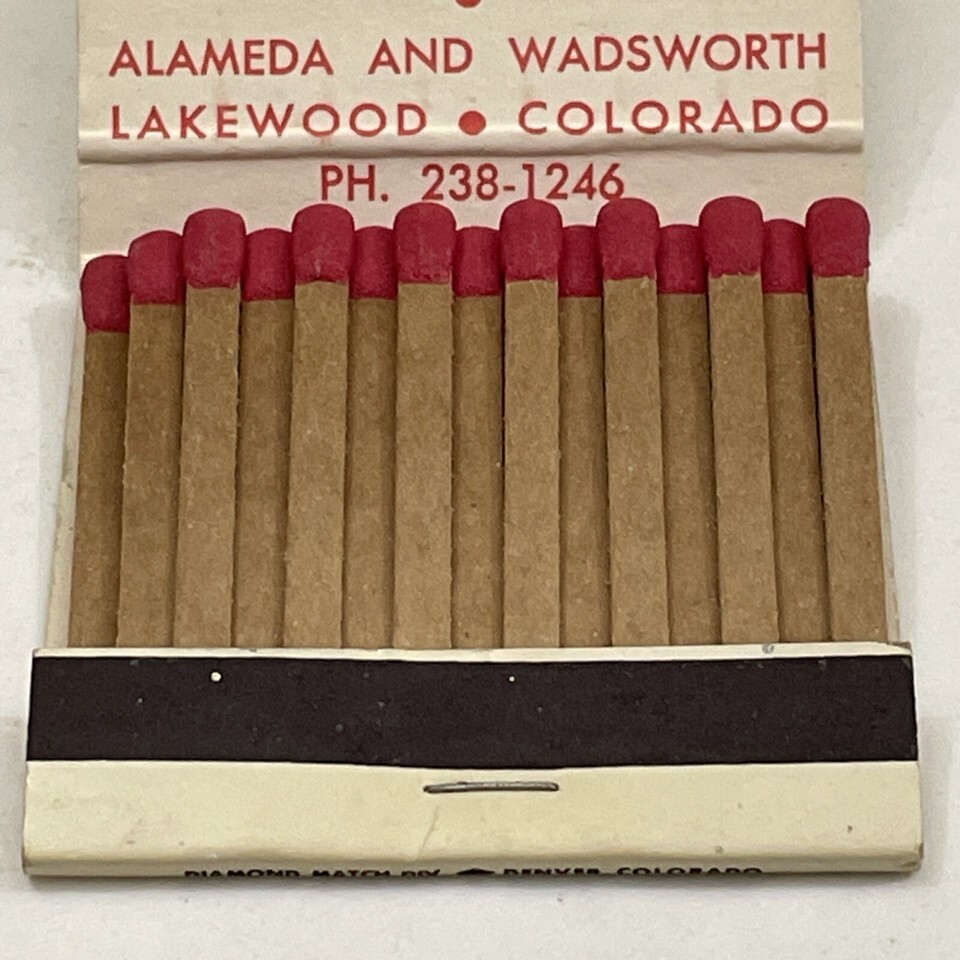 ALAMEDA AND WADSWORTH
LAKEWOOD • COLORADO
PH. 238-1246
DIAMOND MATCH DIV. DENVER, COLORADO